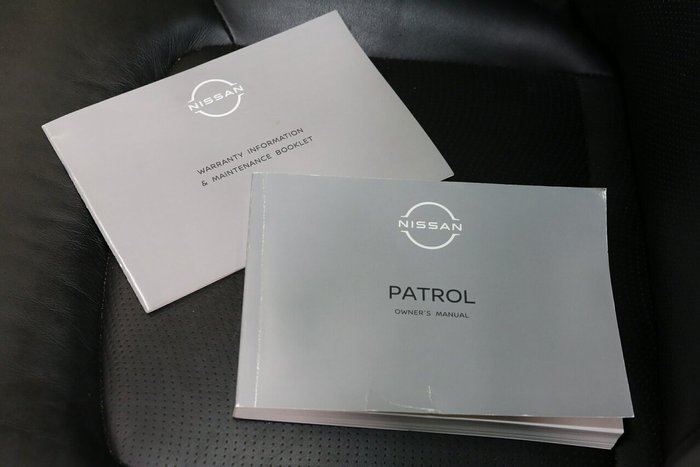 NISSAN
WARRANTY INFORMATION
& MAINTENANCE BOOKLET
NISSAN
PATROL
OWNER'S MANUAL